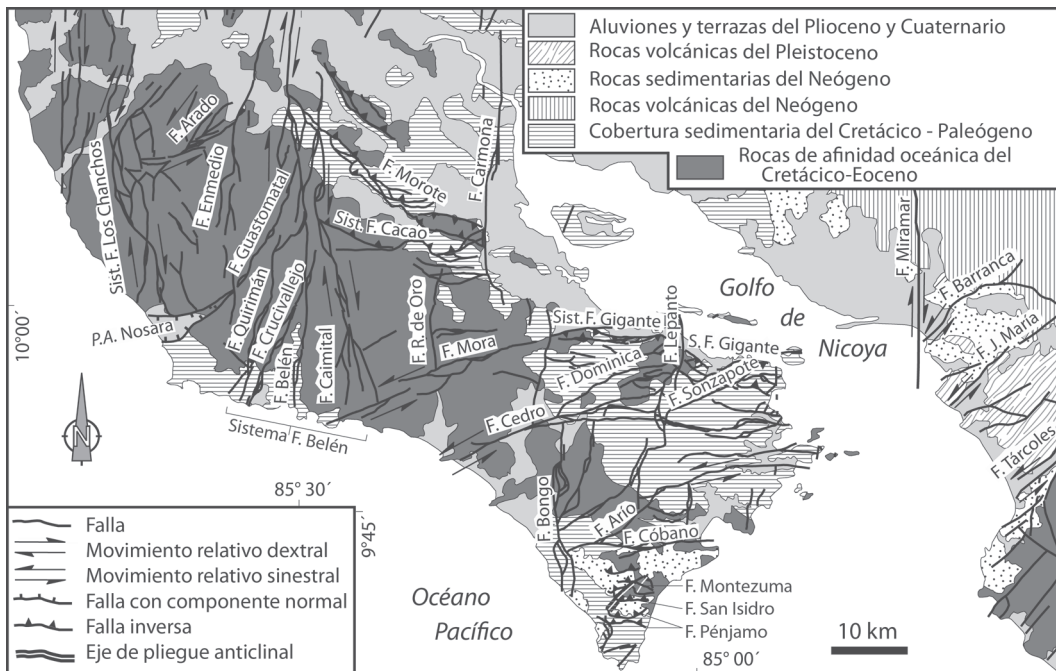 Aluviones y terrazas del Plioceno y Cuaternario
Rocas volcánicas del Pleistoceno
Rocas sedimentarias del Neógeno
Rocas volcánicas del Neógeno
Cobertura sedimentaria del Cretácico - Paleógeno
Rocas de afinidad oceánica del
Cretácico-Eoceno
F. Arado
Sist. F. Los Chanchos
F. Enmedio
F. Guastomatal
F. Morote
F. Carmona
Sist. F. Cacao
F. Miramar
F. Barranca
F. J. María
F. Tárcoles
Golfo
de
Nicoya
10°00´
P.A. Nosara
F. Quirimán
F. Crucivallejo
F. Belén
F. Caimital
F. R. de Oro
F. Mora
Sist. F. Gigante
F. Lepanto
S. F. Gigante
F. Dominica
F. Sonzapote
F. Cedro
Sistema F. Belén
N
85° 30´
9°45´
F. Bongo
F. Arío
F. Cóbano
F. Montezuma
F. San Isidro
F. Pénjamo
Océano
Pacífico
85° 00´
10 km
Falla
Movimiento relativo dextral
Movimiento relativo sinestral
Falla con componente normal
Falla inversa
Eje de pliegue anticlinal